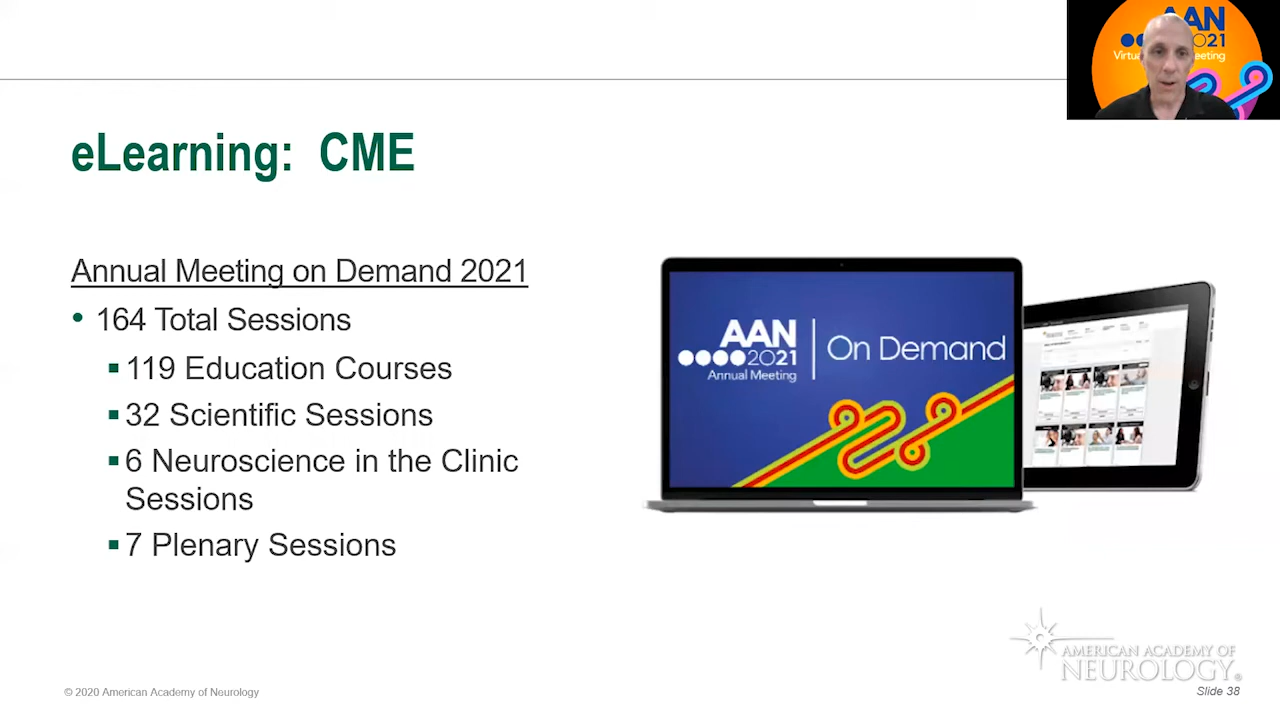 AAN
2021
Virtual
eeting
eLearning: CME
Annual Meeting on Demand 2021
• 164 Total Sessions
▪ 119 Education Courses
▪ 32 Scientific Sessions
▪ 6 Neuroscience in the Clinic
Sessions
▪ 7 Plenary Sessions
AAN
2021
Annual Meeting
On Demand
AMERICAN ACADEMY OF
NEUROLOGY®
© 2020 American Academy of Neurology
Slide 38